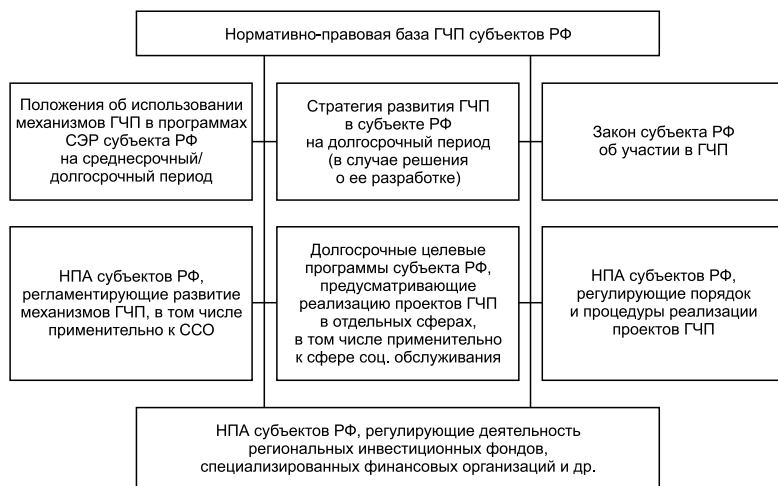 Нормативно-правовая база ГЧП субъектов РФ
Положения об использовании
механизмов ГЧП в программах
СЭР субъекта РФ
на среднесрочный/
долгосрочный период
Стратегия развития ГЧП
в субъекте РФ
на долгосрочный период
(в случае решения
о ее разработке)
Закон субъекта РФ
об участии в ГЧП
НПА субъектов РФ,
регламентирующие развитие
механизмов ГЧП, в том числе
применительно к ССО
Долгосрочные целевые
программы субъекта РФ,
предусматривающие
реализацию проектов ГЧП
в отдельных сферах,
в том числе применительно
к сфере соц. обслуживания
НПА субъектов РФ,
регулирующие порядок
и процедуры реализации
проектов ГЧП
НПА субъектов РФ, регулирующие деятельность
региональных инвестиционных фондов,
специализированных финансовых организаций и др.